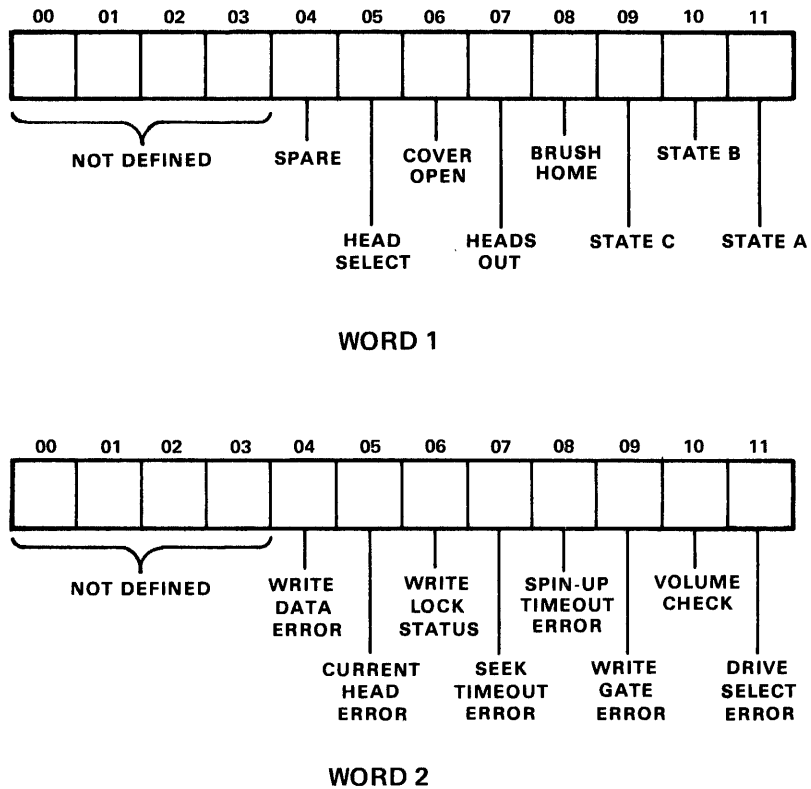 00 01 02 03 04 05 06 07 08 09 10 11
NOT DEFINED
SPARE
HEAD
SELECT
COVER
OPEN
HEADS
OUT
BRUSH
HOME
STATE C
STATE B
STATE A
WORD 1
00 01 02 03 04 05 06 07 08 09 10 11
NOT DEFINED
WRITE
DATA
ERROR
CURRENT
HEAD
ERROR
WRITE
LOCK
STATUS
SEEK
TIMEOUT
ERROR
SPIN-UP
TIMEOUT
ERROR
WRITE
GATE
ERROR
VOLUME
CHECK
DRIVE
SELECT
ERROR
WORD 2